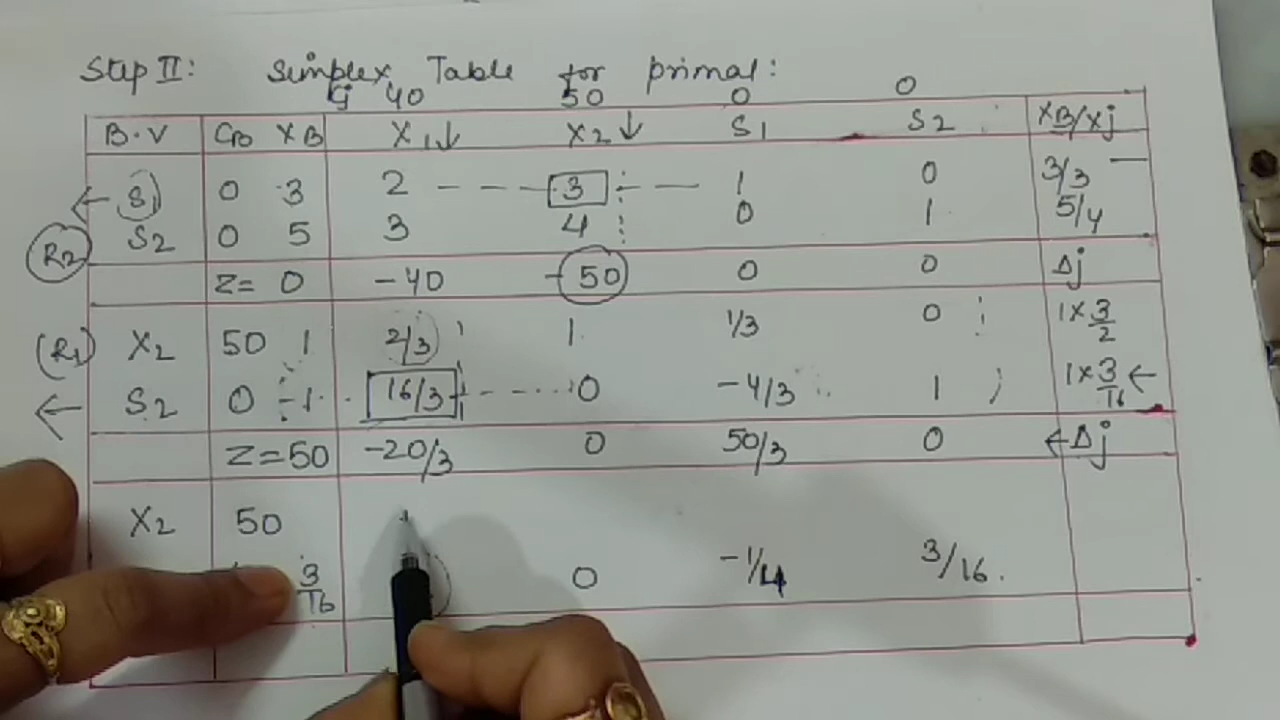 Step II: Simplex Table for primal:
Cj 40 50 0 0
B.V CB XB X1↓ X2↓ S1 S2 XB/Xj
← S1 0 3 2 3 1 0 3/3
R2 S2 0 5 3 4 0 1 5/4
Z= 0 -40 -50 0 0 Δj
(R1) X2 50 1 2/3 1 1/3 0 1×3/2
← S2 0 1 16/3 0 -4/3 1 1×3/16 ←
Z=50 -20/3 0 50/3 0 ←Δj
X2 50
3/16 0 -1/4 3/16.